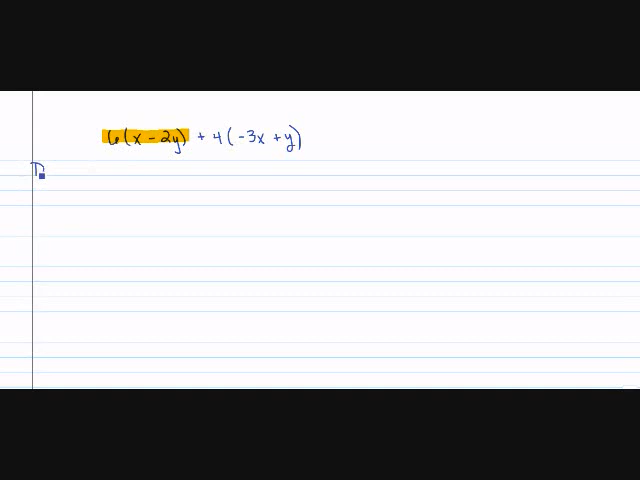 6(x - 2y) + 4(-3x + y)